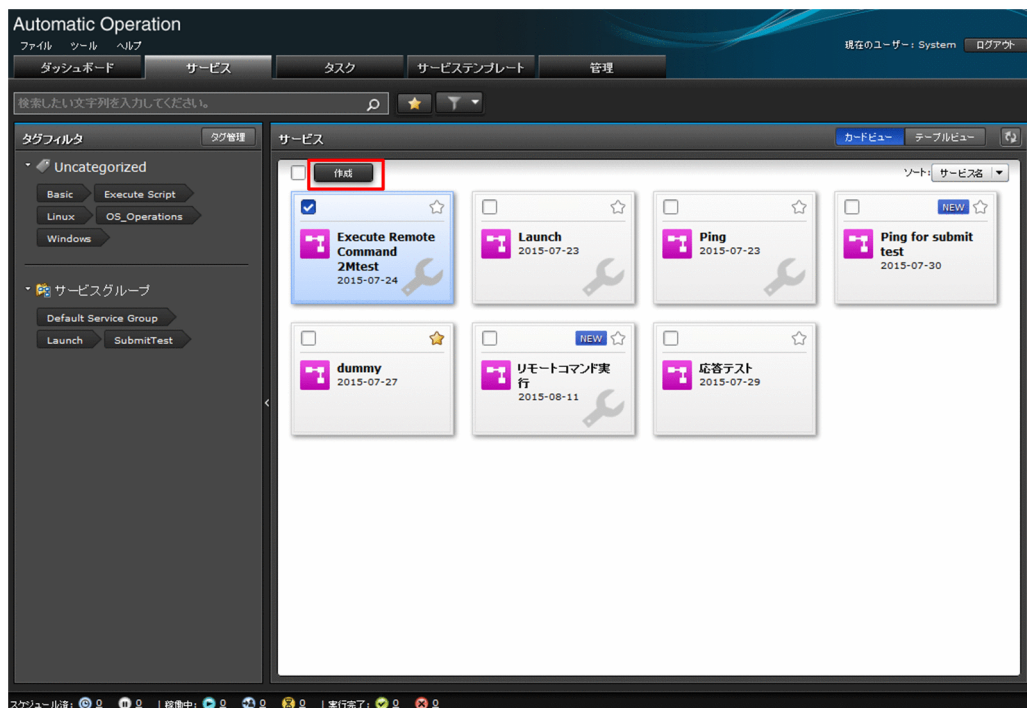 Automatic Operation
ファイル ツール ヘルプ
現在のユーザー: System ログアウト
ダッシュボード サービス タスク サービステンプレート 管理
検索したい文字列を入力してください。
タグフィルタ タグ管理
サービス カードビュー テーブルビュー
Uncategorized
作成
ソート: サービス名
Basic Execute Script
Linux OS_Operations
Windows
サービスグループ
Default Service Group
Launch SubmitTest
Execute Remote
Command
2Mtest
2015-07-24
Launch
2015-07-23
Ping
2015-07-23
NEW
Ping for submit
test
2015-07-30
dummy
2015-07-27
NEW
リモートコマンド実
行
2015-08-11
応答テスト
2015-07-29
スケジュール済: 0 0 | 稼働中: 0 0 0 | 実行完了: 0 0